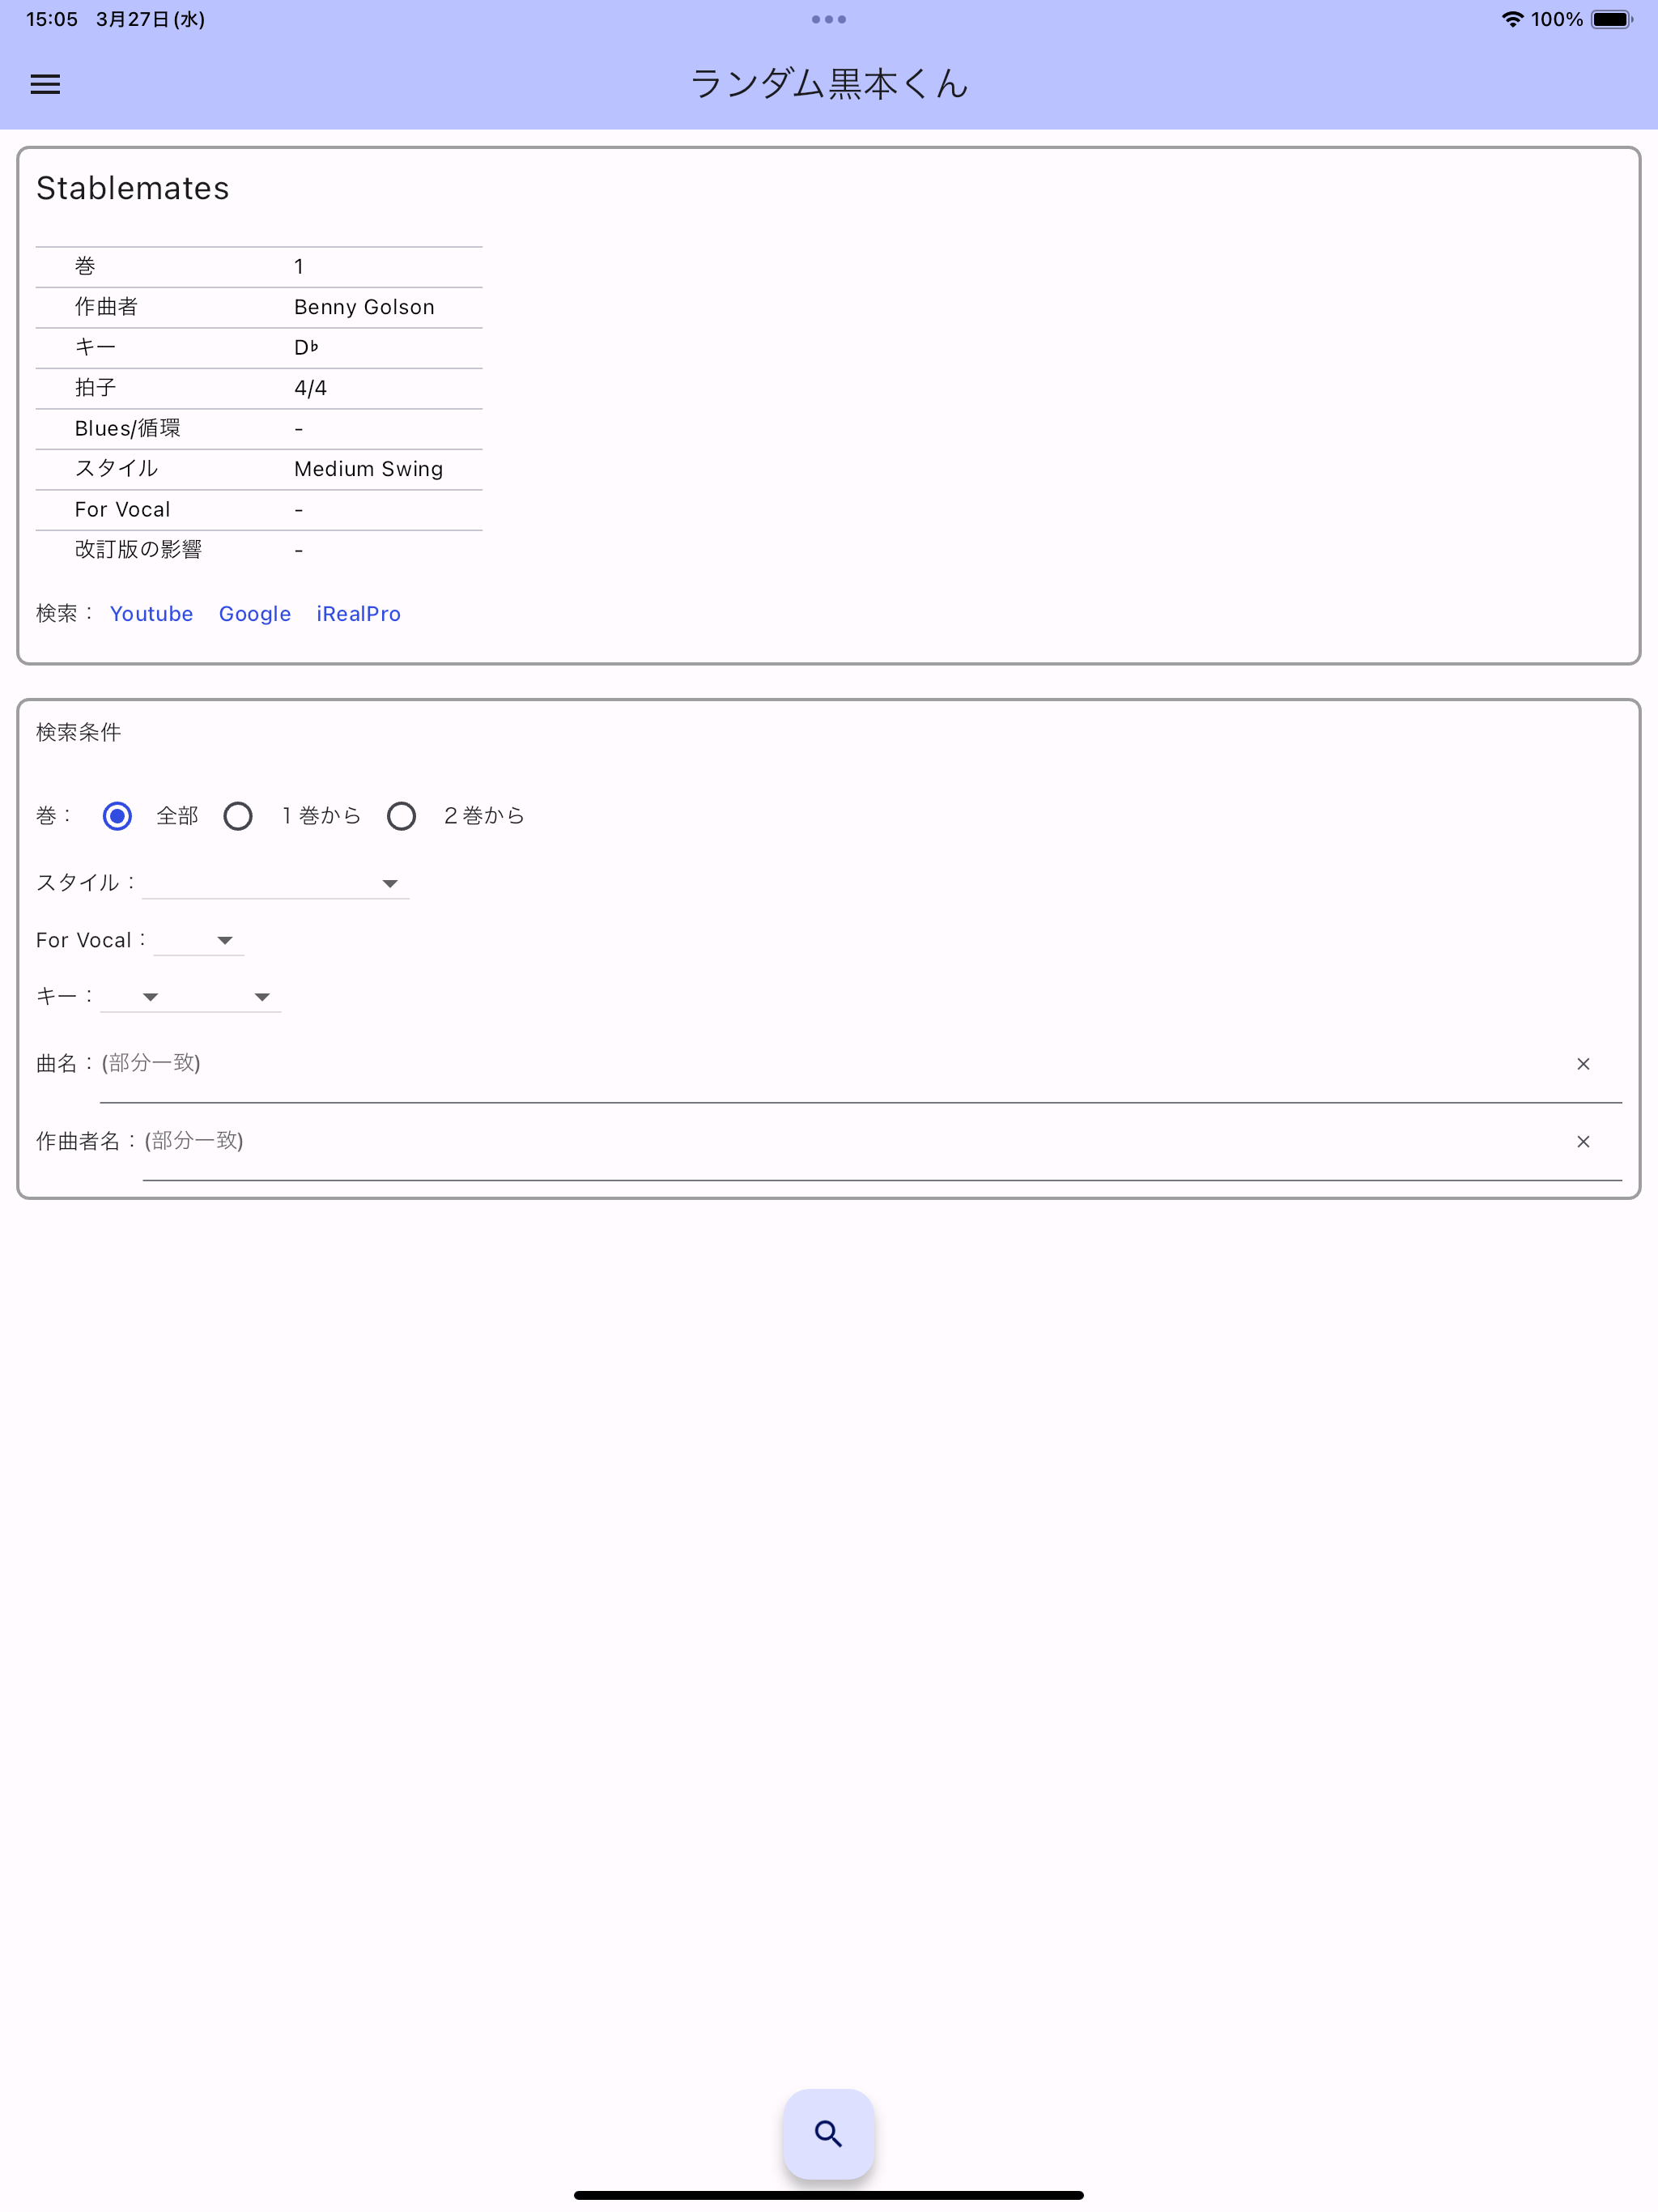 15:05 3月27日(水) 100%
ランダム黒本くん
Stablemates
巻 1
作曲者 Benny Golson
キー D♭
拍子 4/4
Blues/循環 -
スタイル Medium Swing
For Vocal -
改訂版の影響 -
検索： Youtube Google iRealPro
検索条件
巻： 全部 １巻から ２巻から
スタイル：
For Vocal：
キー：
曲名：(部分一致)
作曲者名：(部分一致)